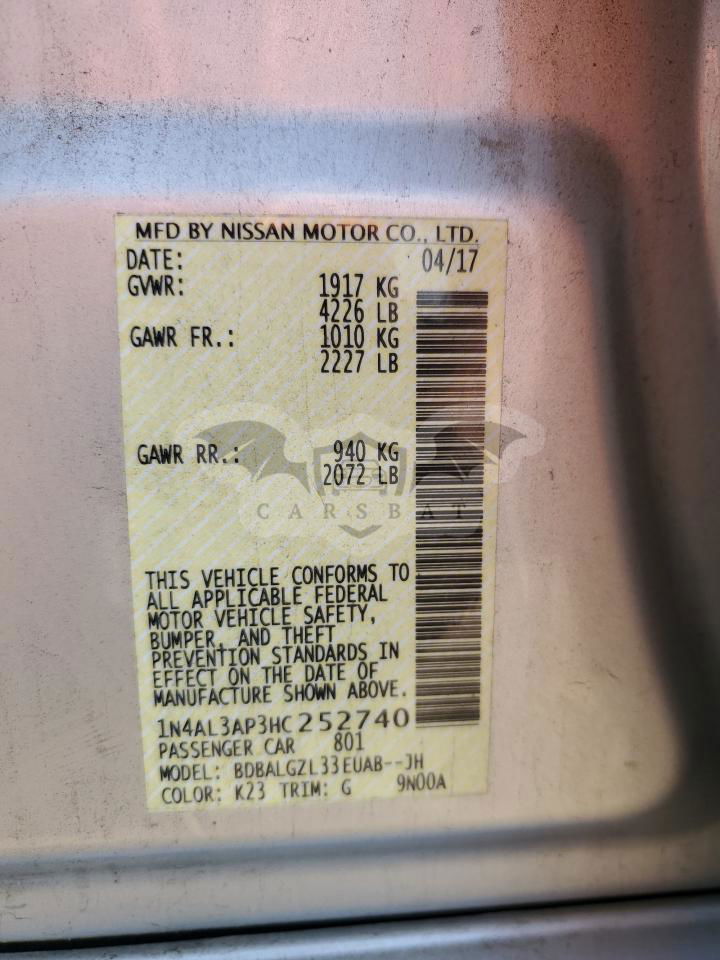 MFD BY NISSAN MOTOR CO., LTD.
DATE: 04/17
GVWR: 1917 KG
4226 LB
GAWR FR.: 1010 KG
2227 LB
GAWR RR.: 940 KG
2072 LB
CARSBAT
THIS VEHICLE CONFORMS TO
ALL APPLICABLE FEDERAL
MOTOR VEHICLE SAFETY,
BUMPER, AND THEFT
PREVENTION STANDARDS IN
EFFECT ON THE DATE OF
MANUFACTURE SHOWN ABOVE.
1N4AL3AP3HC252740
PASSENGER CAR 801
MODEL: BDBALGZL33EUAB--JH
COLOR: K23 TRIM: G 9N00A